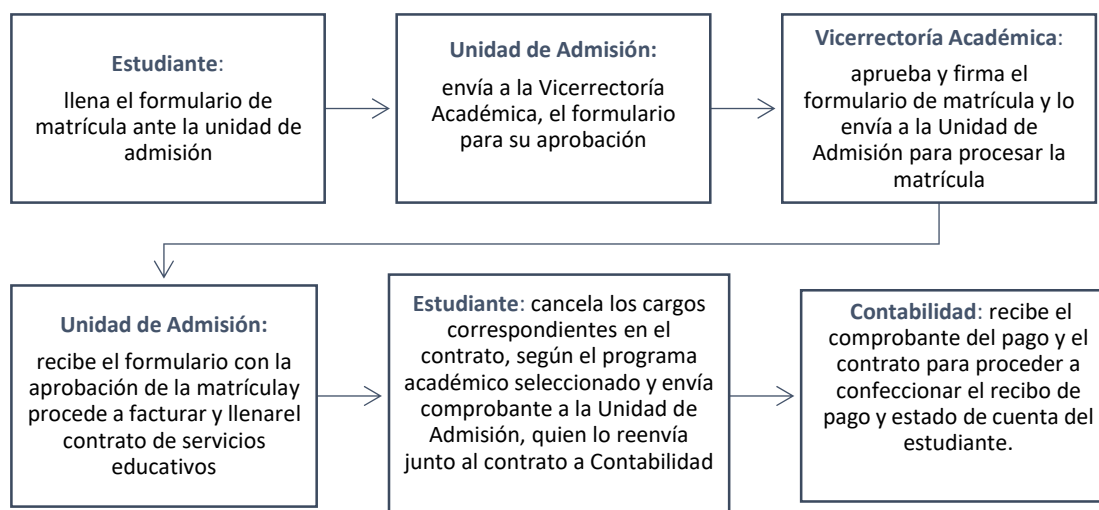 Estudiante:
llena el formulario de
matrícula ante la unidad de
admisión
Unidad de Admisión:
envía a la Vicerrectoría
Académica, el formulario
para su aprobación
Vicerrectoría Académica:
aprueba y firma el
formulario de matrícula y lo
envía a la Unidad de
Admisión para procesar la
matrícula
Unidad de Admisión:
recibe el formulario con la
aprobación de la matrículay
procede a facturar y llenarel
contrato de servicios
educativos
Estudiante: cancela los cargos
correspondientes en el
contrato, según el programa
académico seleccionado y envía
comprobante a la Unidad de
Admisión, quien lo reenvía
junto al contrato a Contabilidad
Contabilidad: recibe el
comprobante del pago y el
contrato para proceder a
confeccionar el recibo de
pago y estado de cuenta del
estudiante.